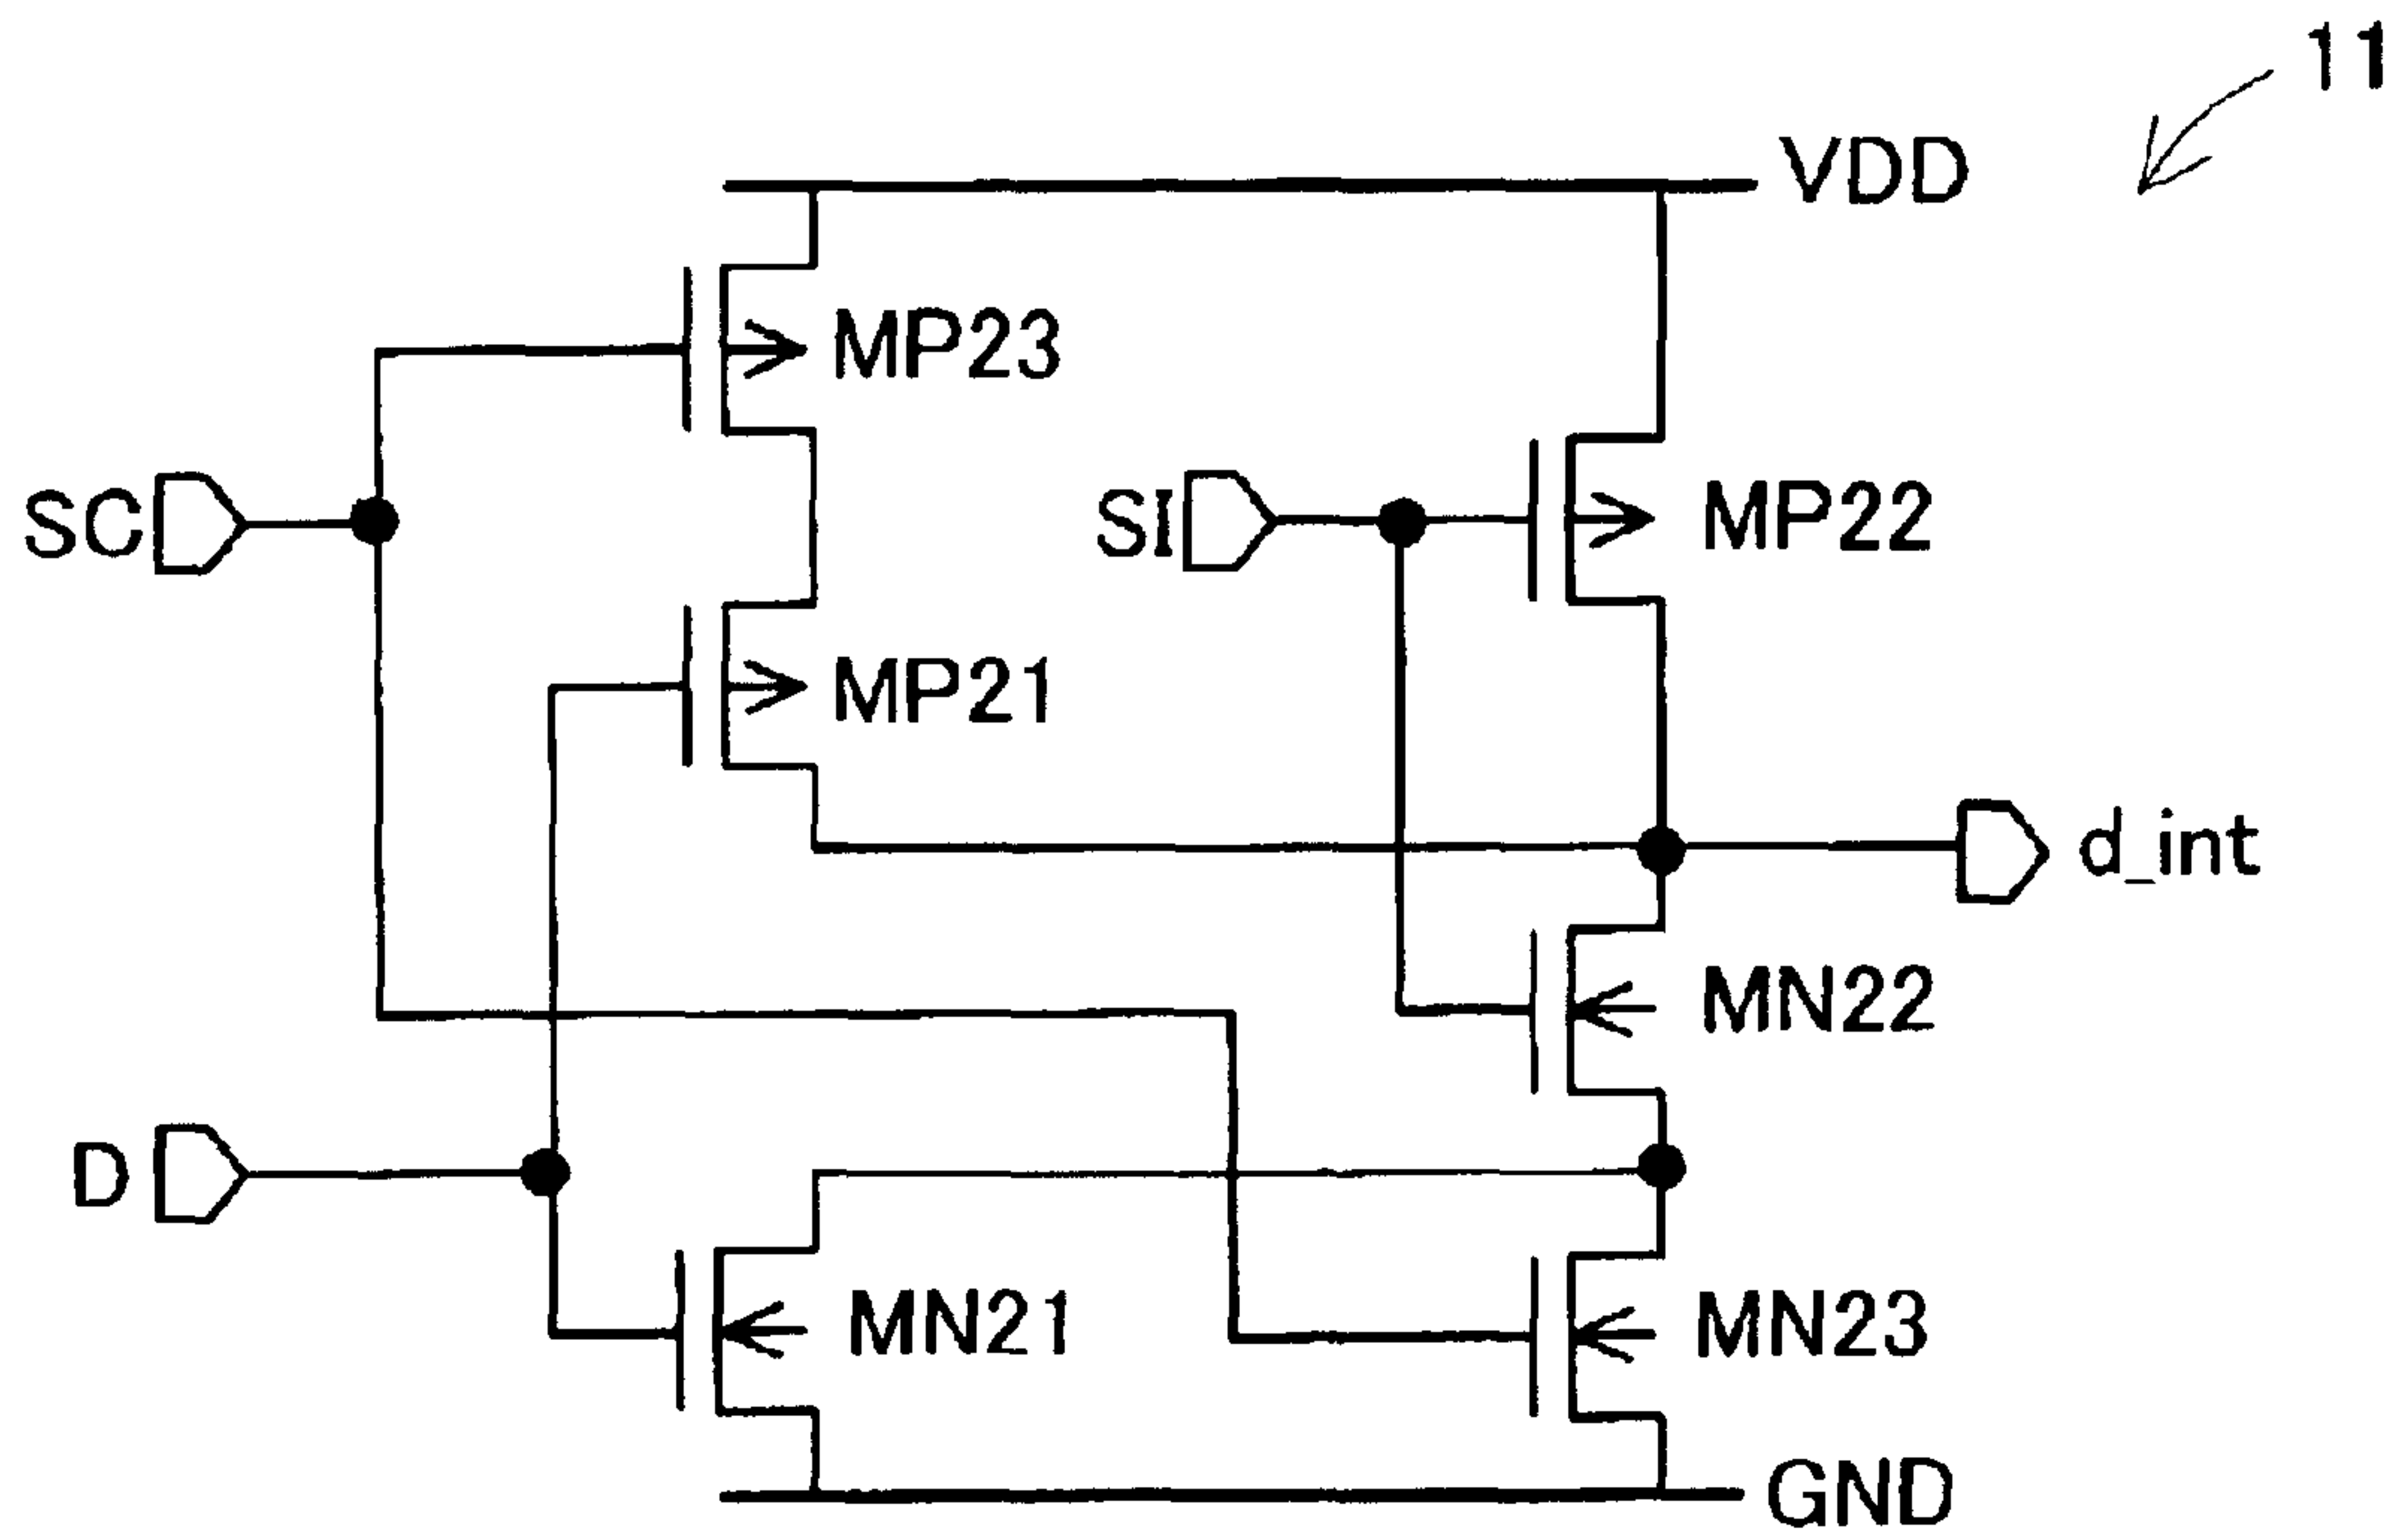 11
VDD
MP23
SC
SI
MP22
MP21
d_int
MN22
D
MN21
MN23
GND